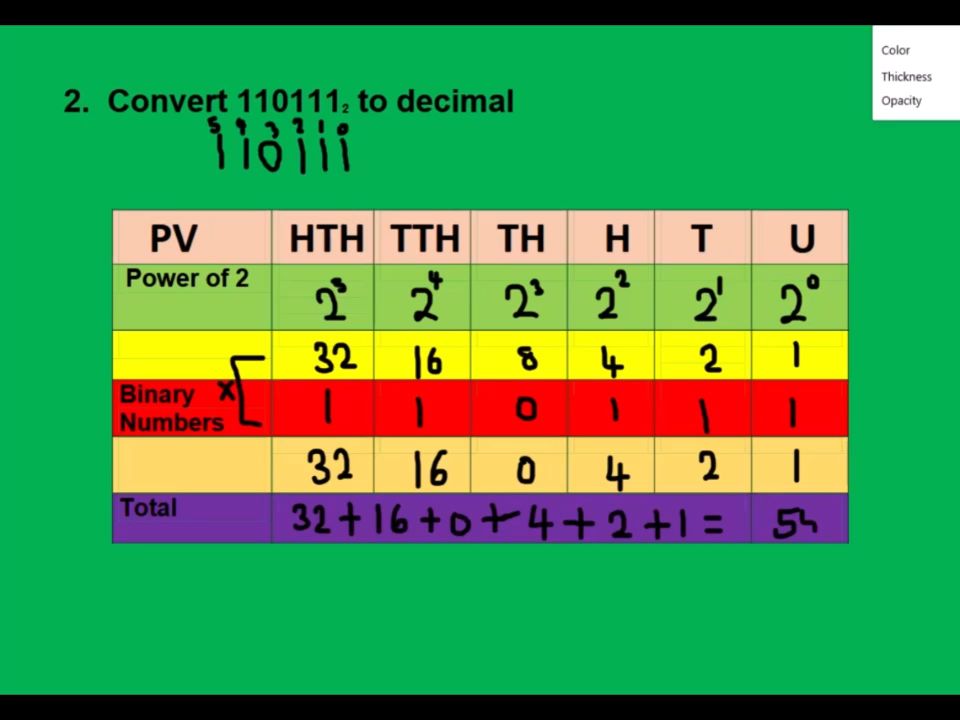 Color
Thickness
Opacity
2. Convert 110111₂ to decimal
5 4 3 2 1 0
1 1 0 1 1 1
PV HTH TTH TH H T U
Power of 2 2⁵ 2⁴ 2³ 2² 2¹ 2⁰
32 16 8 4 2 1
Binary × 1 1 0 1 1 1
Numbers
32 16 0 4 2 1
Total 32 + 16 + 0 + 4 + 2 + 1 =